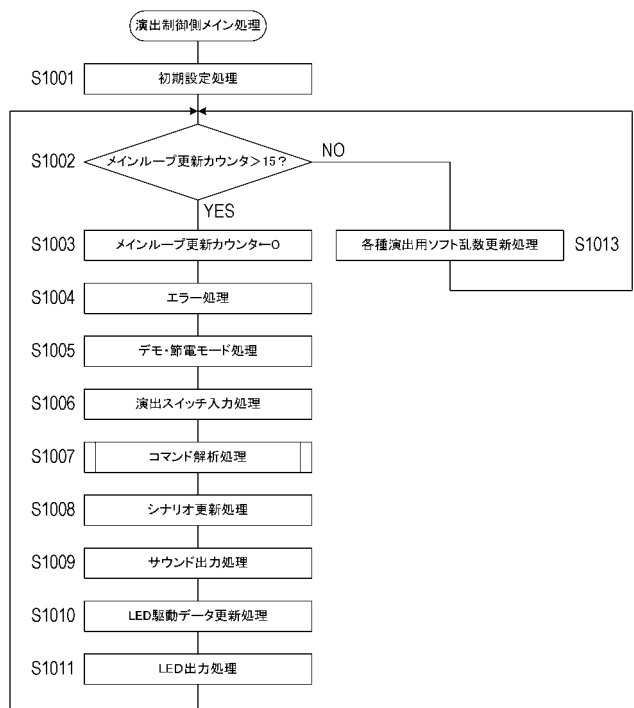 演出制御側メイン処理
S1001 初期設定処理
S1002 メインループ更新カウンタ>15?
NO
YES
S1003 メインループ更新カウンタ←0
各種演出用ソフト乱数更新処理 S1013
S1004 エラー処理
S1005 デモ・節電モード処理
S1006 演出スイッチ入力処理
S1007 コマンド解析処理
S1008 シナリオ更新処理
S1009 サウンド出力処理
S1010 LED駆動データ更新処理
S1011 LED出力処理